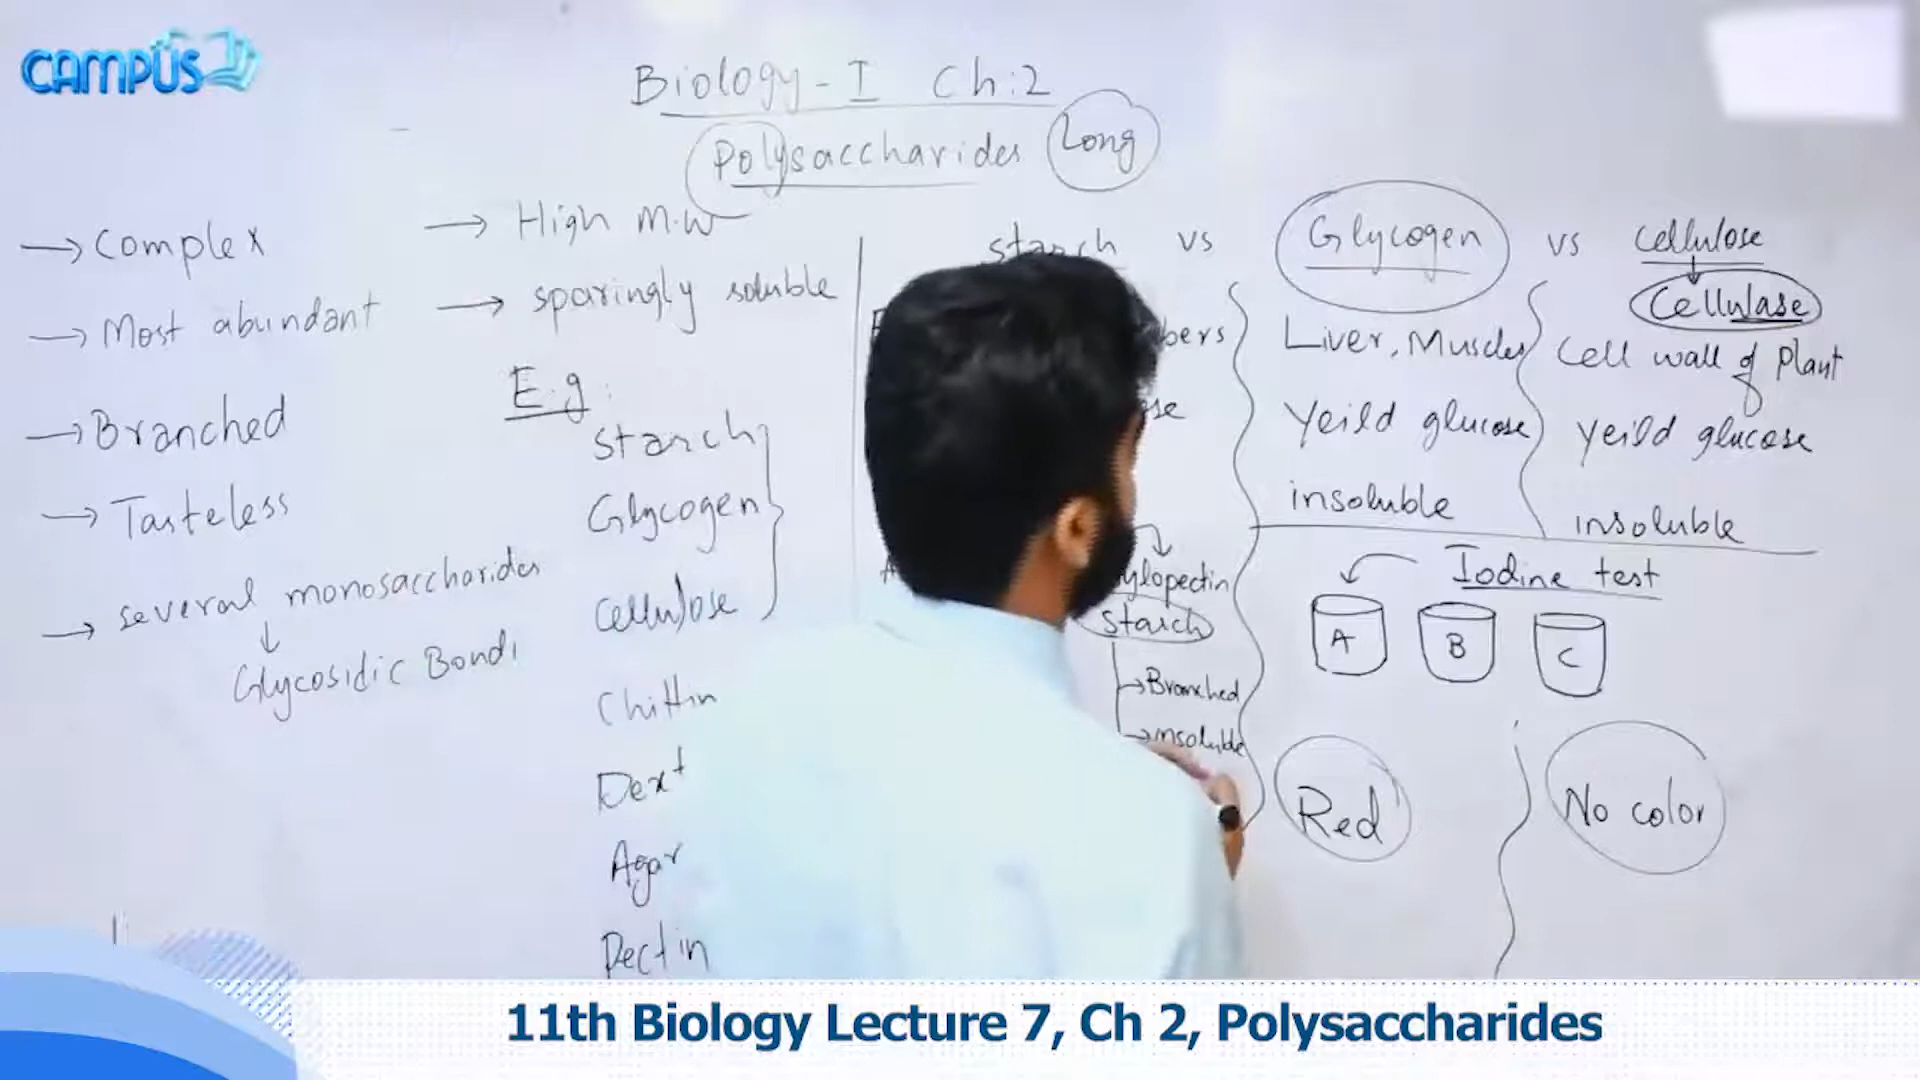 CAMPUS
Biology - I Ch:2
Polysaccharides Long
→ Complex
→ Most abundant
→ Branched
→ Tasteless
→ several monosaccharides
↓
Glycosidic Bond
→ High M.W
→ sparingly soluble
E.g:
starch
Glycogen
Cellulose
Chittin
Dext
Agar
Pectin
starch vs Glycogen vs cellulose
↓
Cellulase
Liver, Muscles
Yeild glucose
insoluble
Cell wall of Plant
Yeild glucose
insoluble
ylopectin
starch
→ Branched
→ insoluble
Iodine test
A B C
Red
No color
11th Biology Lecture 7, Ch 2, Polysaccharides